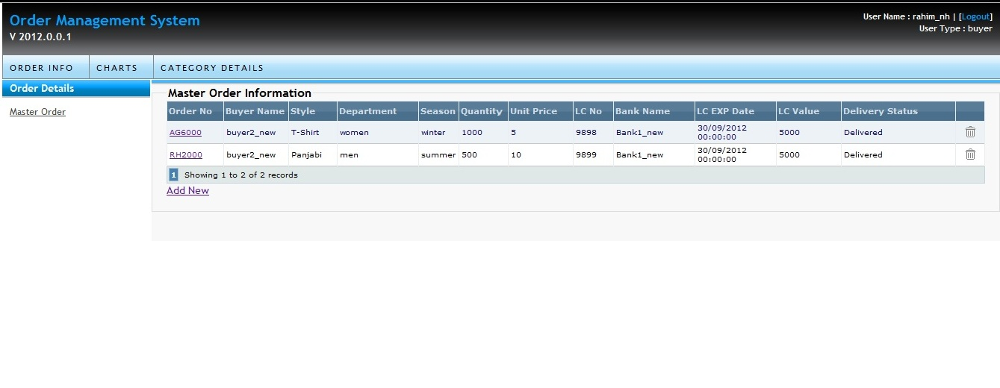 Order Management System
V 2012.0.0.1
User Name : rahim_nh | [Logout]
User Type : buyer
ORDER INFO CHARTS CATEGORY DETAILS
Order Details
Master Order
Master Order Information
Order No Buyer Name Style Department Season Quantity Unit Price LC No Bank Name LC EXP Date LC Value Delivery Status
AG6000 buyer2_new T-Shirt women winter 1000 5 9898 Bank1_new 30/09/2012 00:00:00 5000 Delivered
RH2000 buyer2_new Panjabi men summer 500 10 9899 Bank1_new 30/09/2012 00:00:00 5000 Delivered
1 Showing 1 to 2 of 2 records
Add New